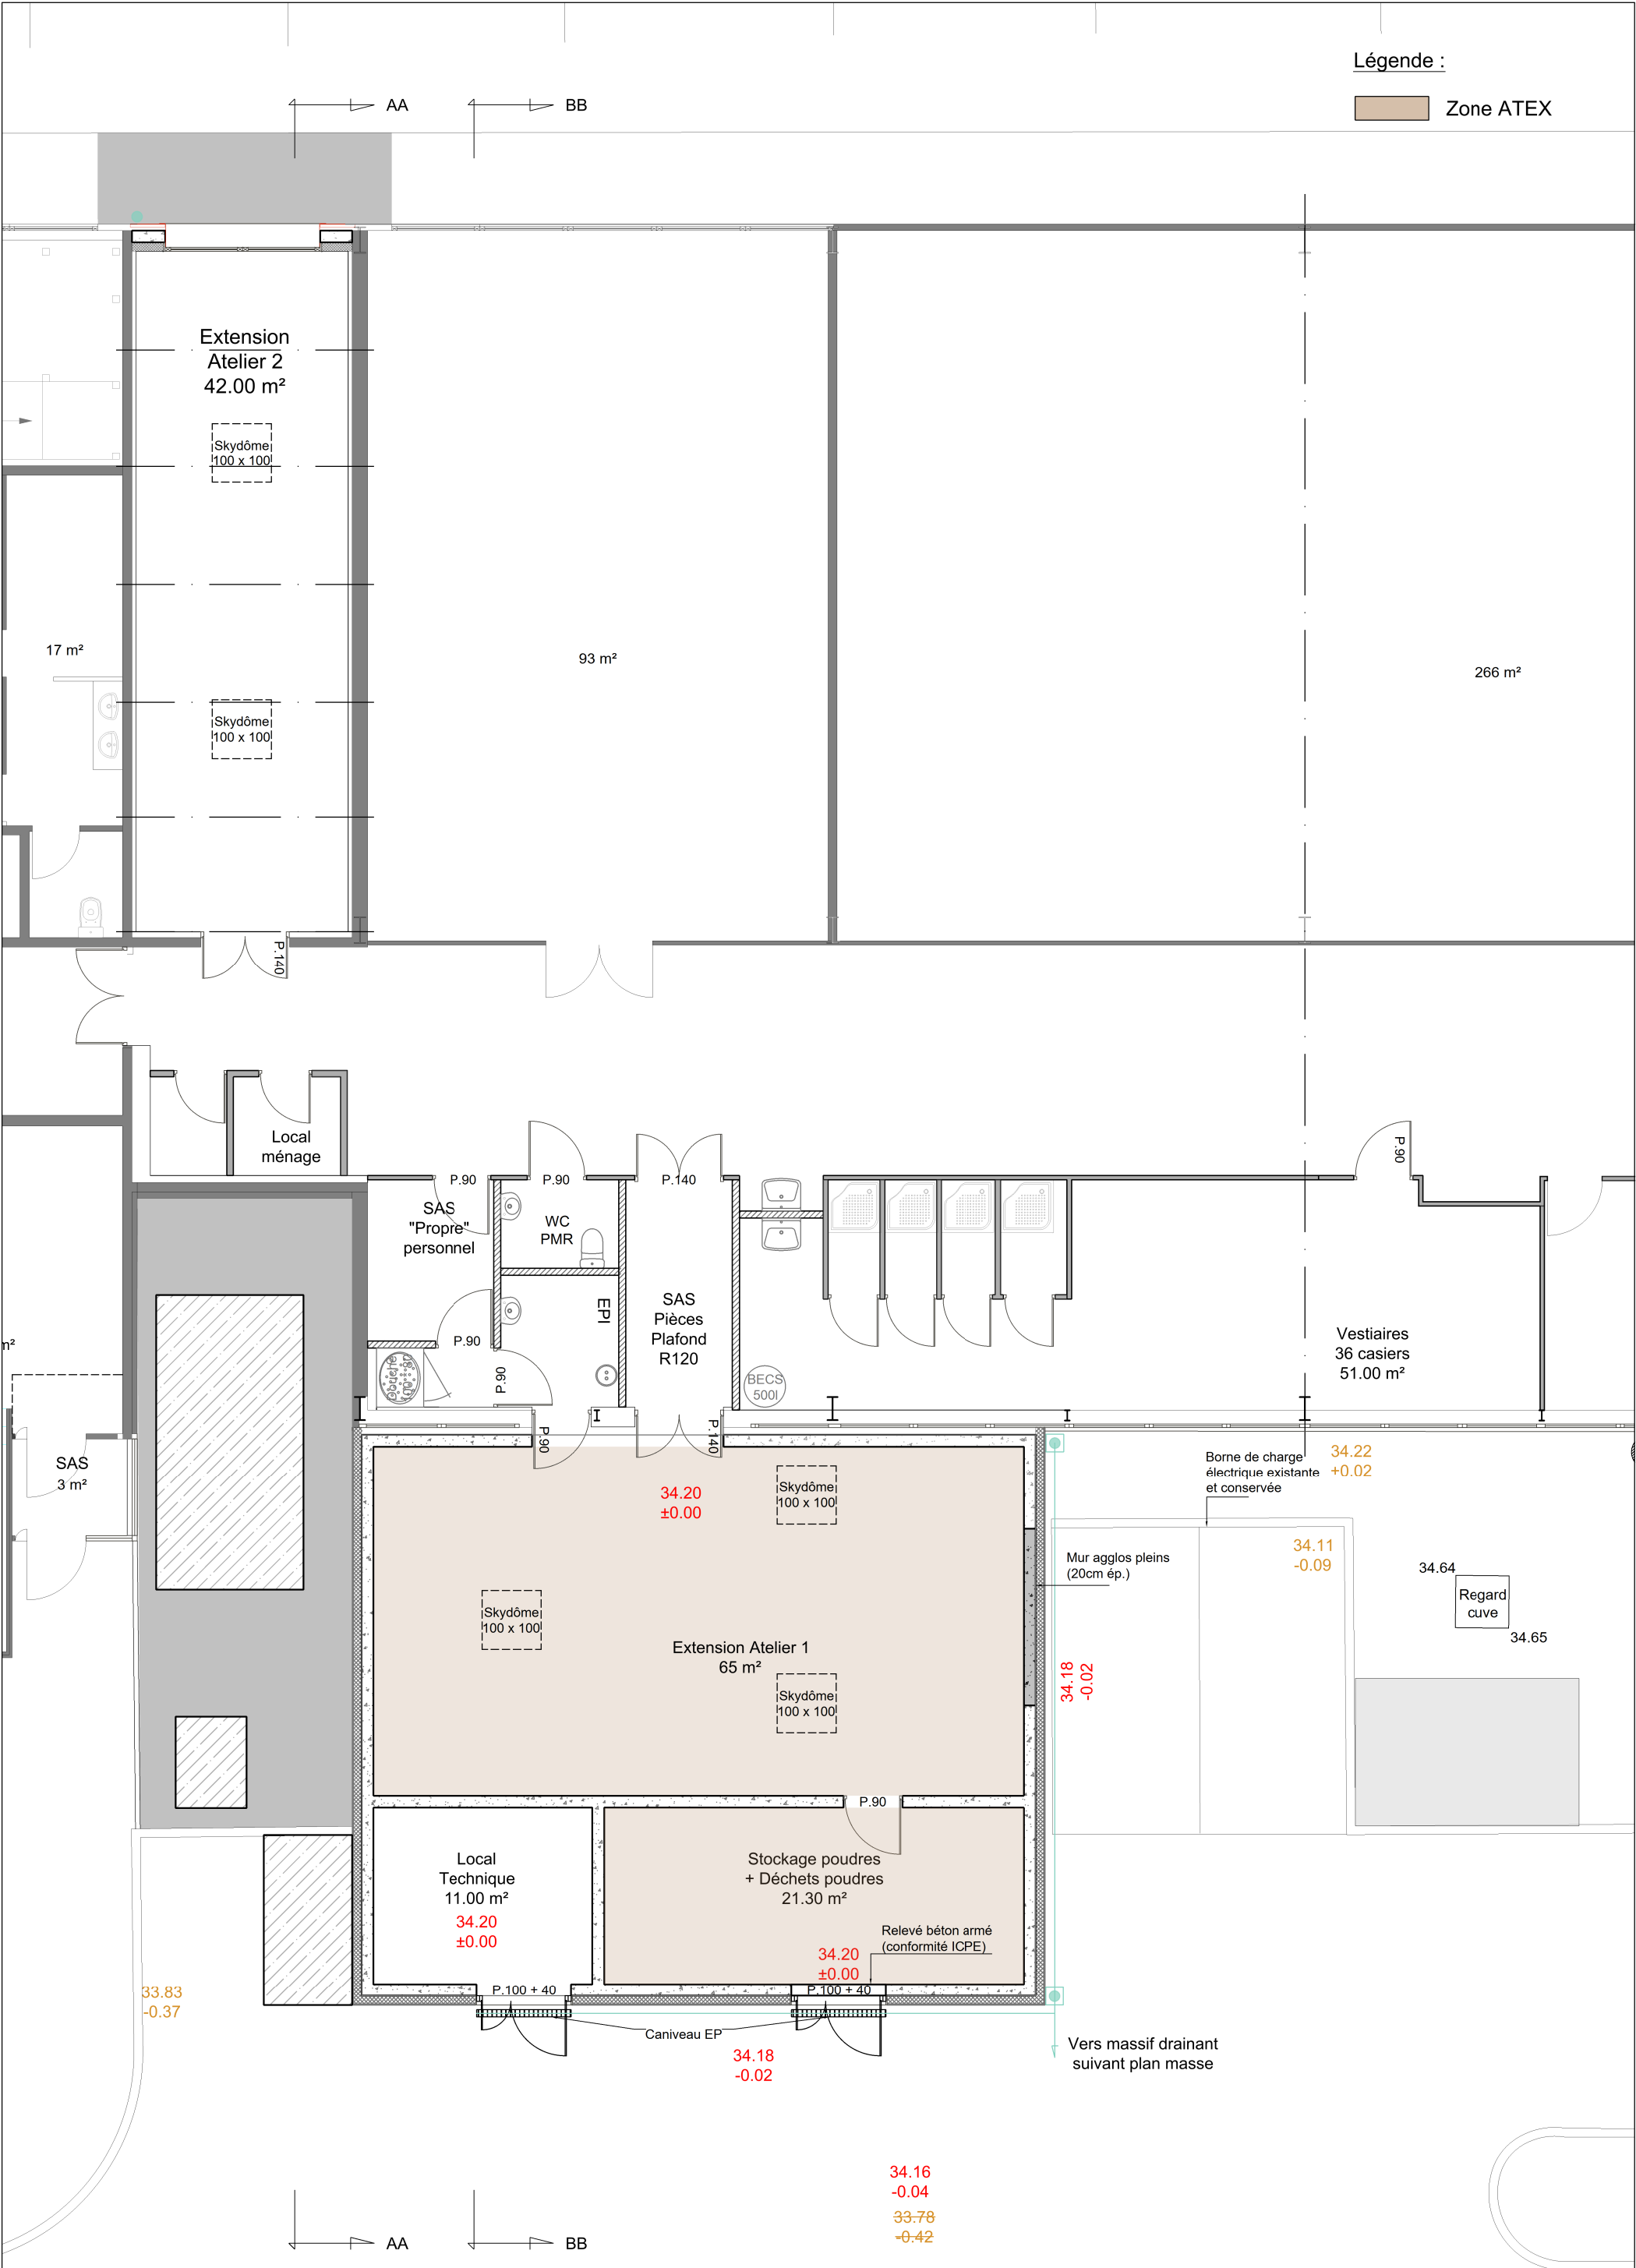 Légende :
Zone ATEX
AA
BB
Extension
Atelier 2
42.00 m²
Skydôme
100 x 100
17 m²
93 m²
266 m²
Skydôme
100 x 100
P.140
Local
ménage
P.90
P.90
P.90
P.140
SAS
"Propre"
personnel
WC
PMR
EPI
SAS
Pièces
Plafond
R120
P.90
P.90
BECS
500l
Vestiaires
36 casiers
51.00 m²
m²
P.90
P.140
SAS
3 m²
34.20
±0.00
Skydôme
100 x 100
Borne de charge
électrique existante
et conservée
34.22
+0.02
34.11
-0.09
Mur agglos pleins
(20cm ép.)
34.64
Regard
cuve
34.65
Skydôme
100 x 100
Extension Atelier 1
65 m²
34.18
-0.02
Skydôme
100 x 100
P.90
Local
Technique
11.00 m²
34.20
±0.00
Stockage poudres
+ Déchets poudres
21.30 m²
Relevé béton armé
(conformité ICPE)
34.20
±0.00
P.100 + 40
P.100 + 40
33.83
-0.37
Caniveau EP
34.18
-0.02
Vers massif drainant
suivant plan masse
34.16
-0.04
33.78
-0.42
AA
BB